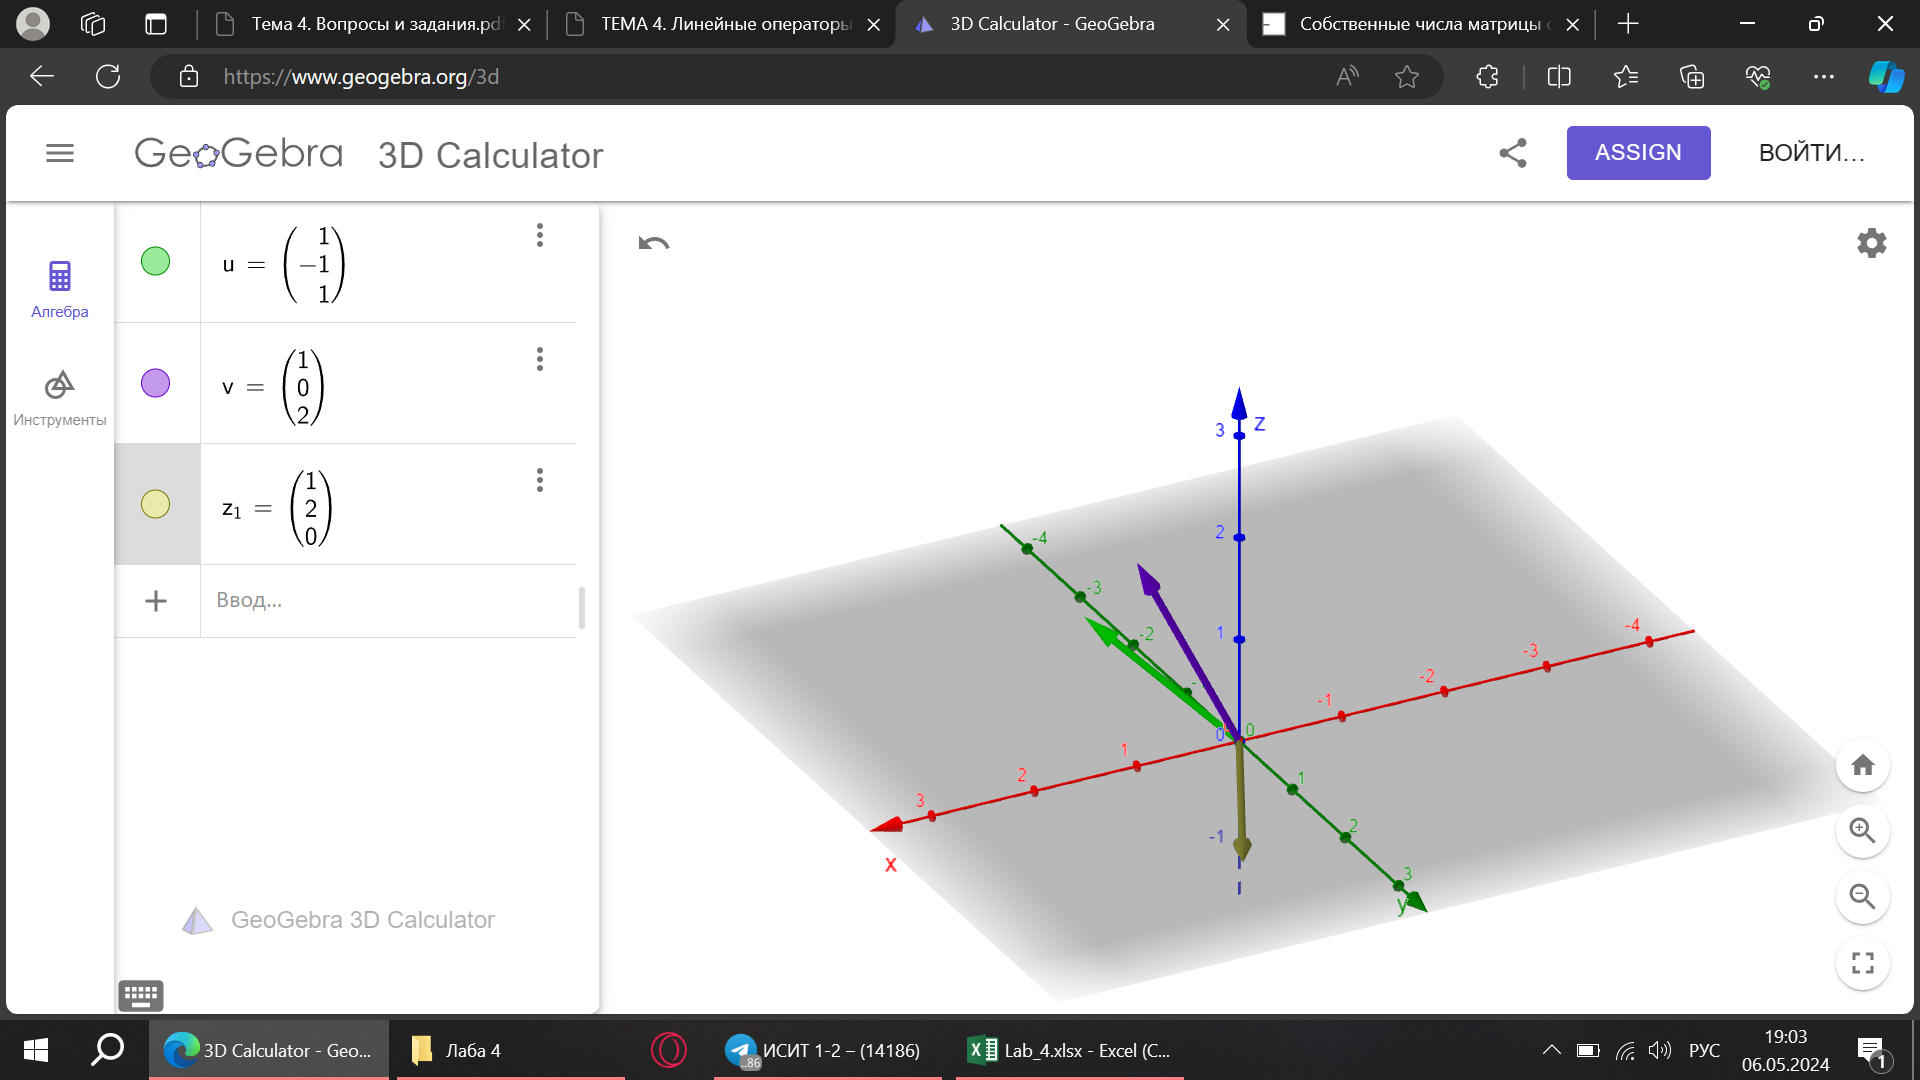 Тема 4. Вопросы и задания.pd
ТЕМА 4. Линейные операторы
3D Calculator - GeoGebra
Собственные числа матрицы
https://www.geogebra.org/3d
GeoGebra 3D Calculator
ASSIGN
ВОЙТИ...
Алгебра
Инструменты
u = ( 1
−1
1 )
v = ( 1
0
2 )
z₁ = ( 1
2
0 )
Ввод...
GeoGebra 3D Calculator
3 z
2
1
0
-1
-4
-3
-2
-
0
1
2
3
y
-4
-3
-2
-1
1
2
3
x
3D Calculator - Geo...
Лаба 4
..86
ИСИТ 1-2 – (14186)
Lab_4.xlsx - Excel (С...
РУС
19:03
06.05.2024
1